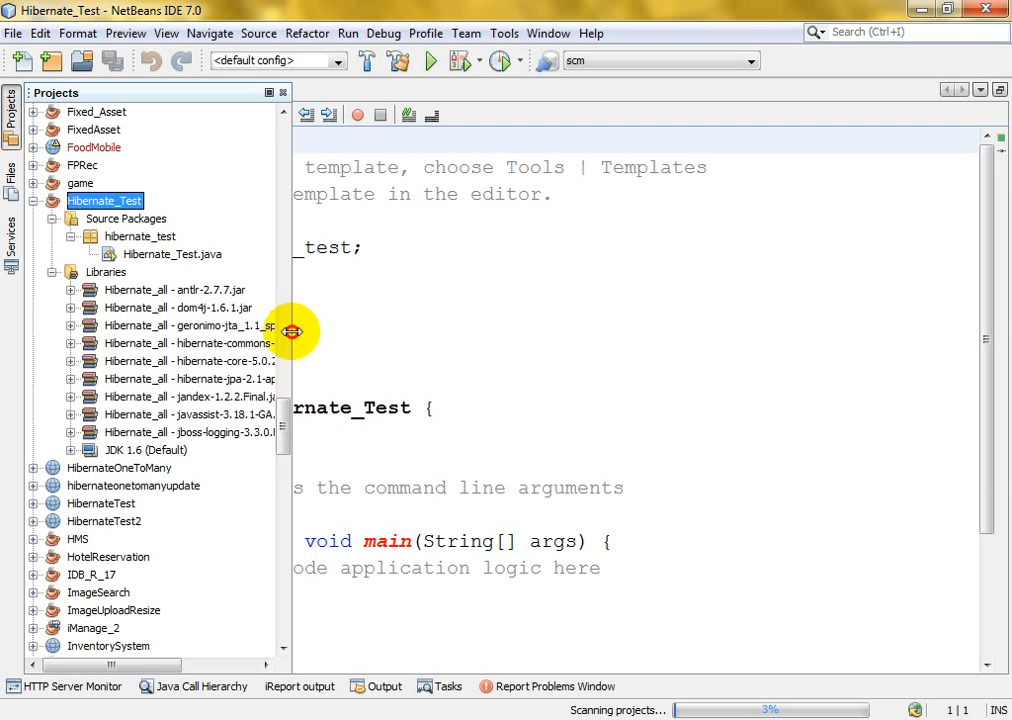 Hibernate_Test - NetBeans IDE 7.0
File Edit Format Preview View Navigate Source Refactor Run Debug Profile Team Tools Window Help
Search (Ctrl+I)
<default config>
scm
Projects
Projects
Files
Services
Fixed_Asset
FixedAsset
FoodMobile
FPRec
game
Hibernate_Test
Source Packages
hibernate_test
Hibernate_Test.java
Libraries
Hibernate_all - antlr-2.7.7.jar
Hibernate_all - dom4j-1.6.1.jar
Hibernate_all - geronimo-jta_1.1_sp
Hibernate_all - hibernate-commons-
Hibernate_all - hibernate-core-5.0.2
Hibernate_all - hibernate-jpa-2.1-ap
Hibernate_all - jandex-1.2.2.Final.ja
Hibernate_all - javassist-3.18.1-GA.
Hibernate_all - jboss-logging-3.3.0.
JDK 1.6 (Default)
HibernateOneToMany
hibernateonetomanyupdate
HibernateTest
HibernateTest2
HMS
HotelReservation
IDB_R_17
ImageSearch
ImageUploadResize
iManage_2
InventorySystem
template, choose Tools | Templates
emplate in the editor.
_test;
rnate_Test {
s the command line arguments
void main(String[] args) {
ode application logic here
HTTP Server Monitor Java Call Hierarchy iReport output Output Tasks Report Problems Window
Scanning projects... 3% 1 | 1 INS